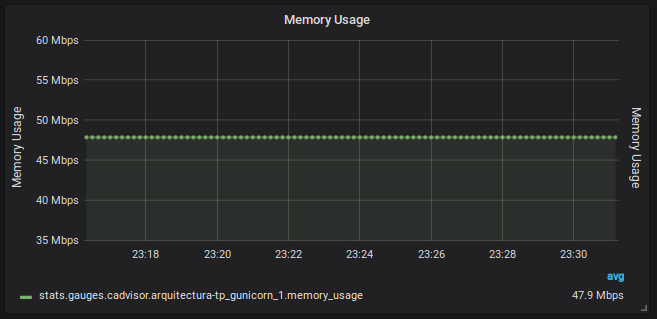 Memory Usage
60 Mbps
55 Mbps
50 Mbps
45 Mbps
40 Mbps
35 Mbps
Memory Usage
Memory Usage
23:18 23:20 23:22 23:24 23:26 23:28 23:30
avg
stats.gauges.cadvisor.arquitectura-tp_gunicorn_1.memory_usage 47.9 Mbps